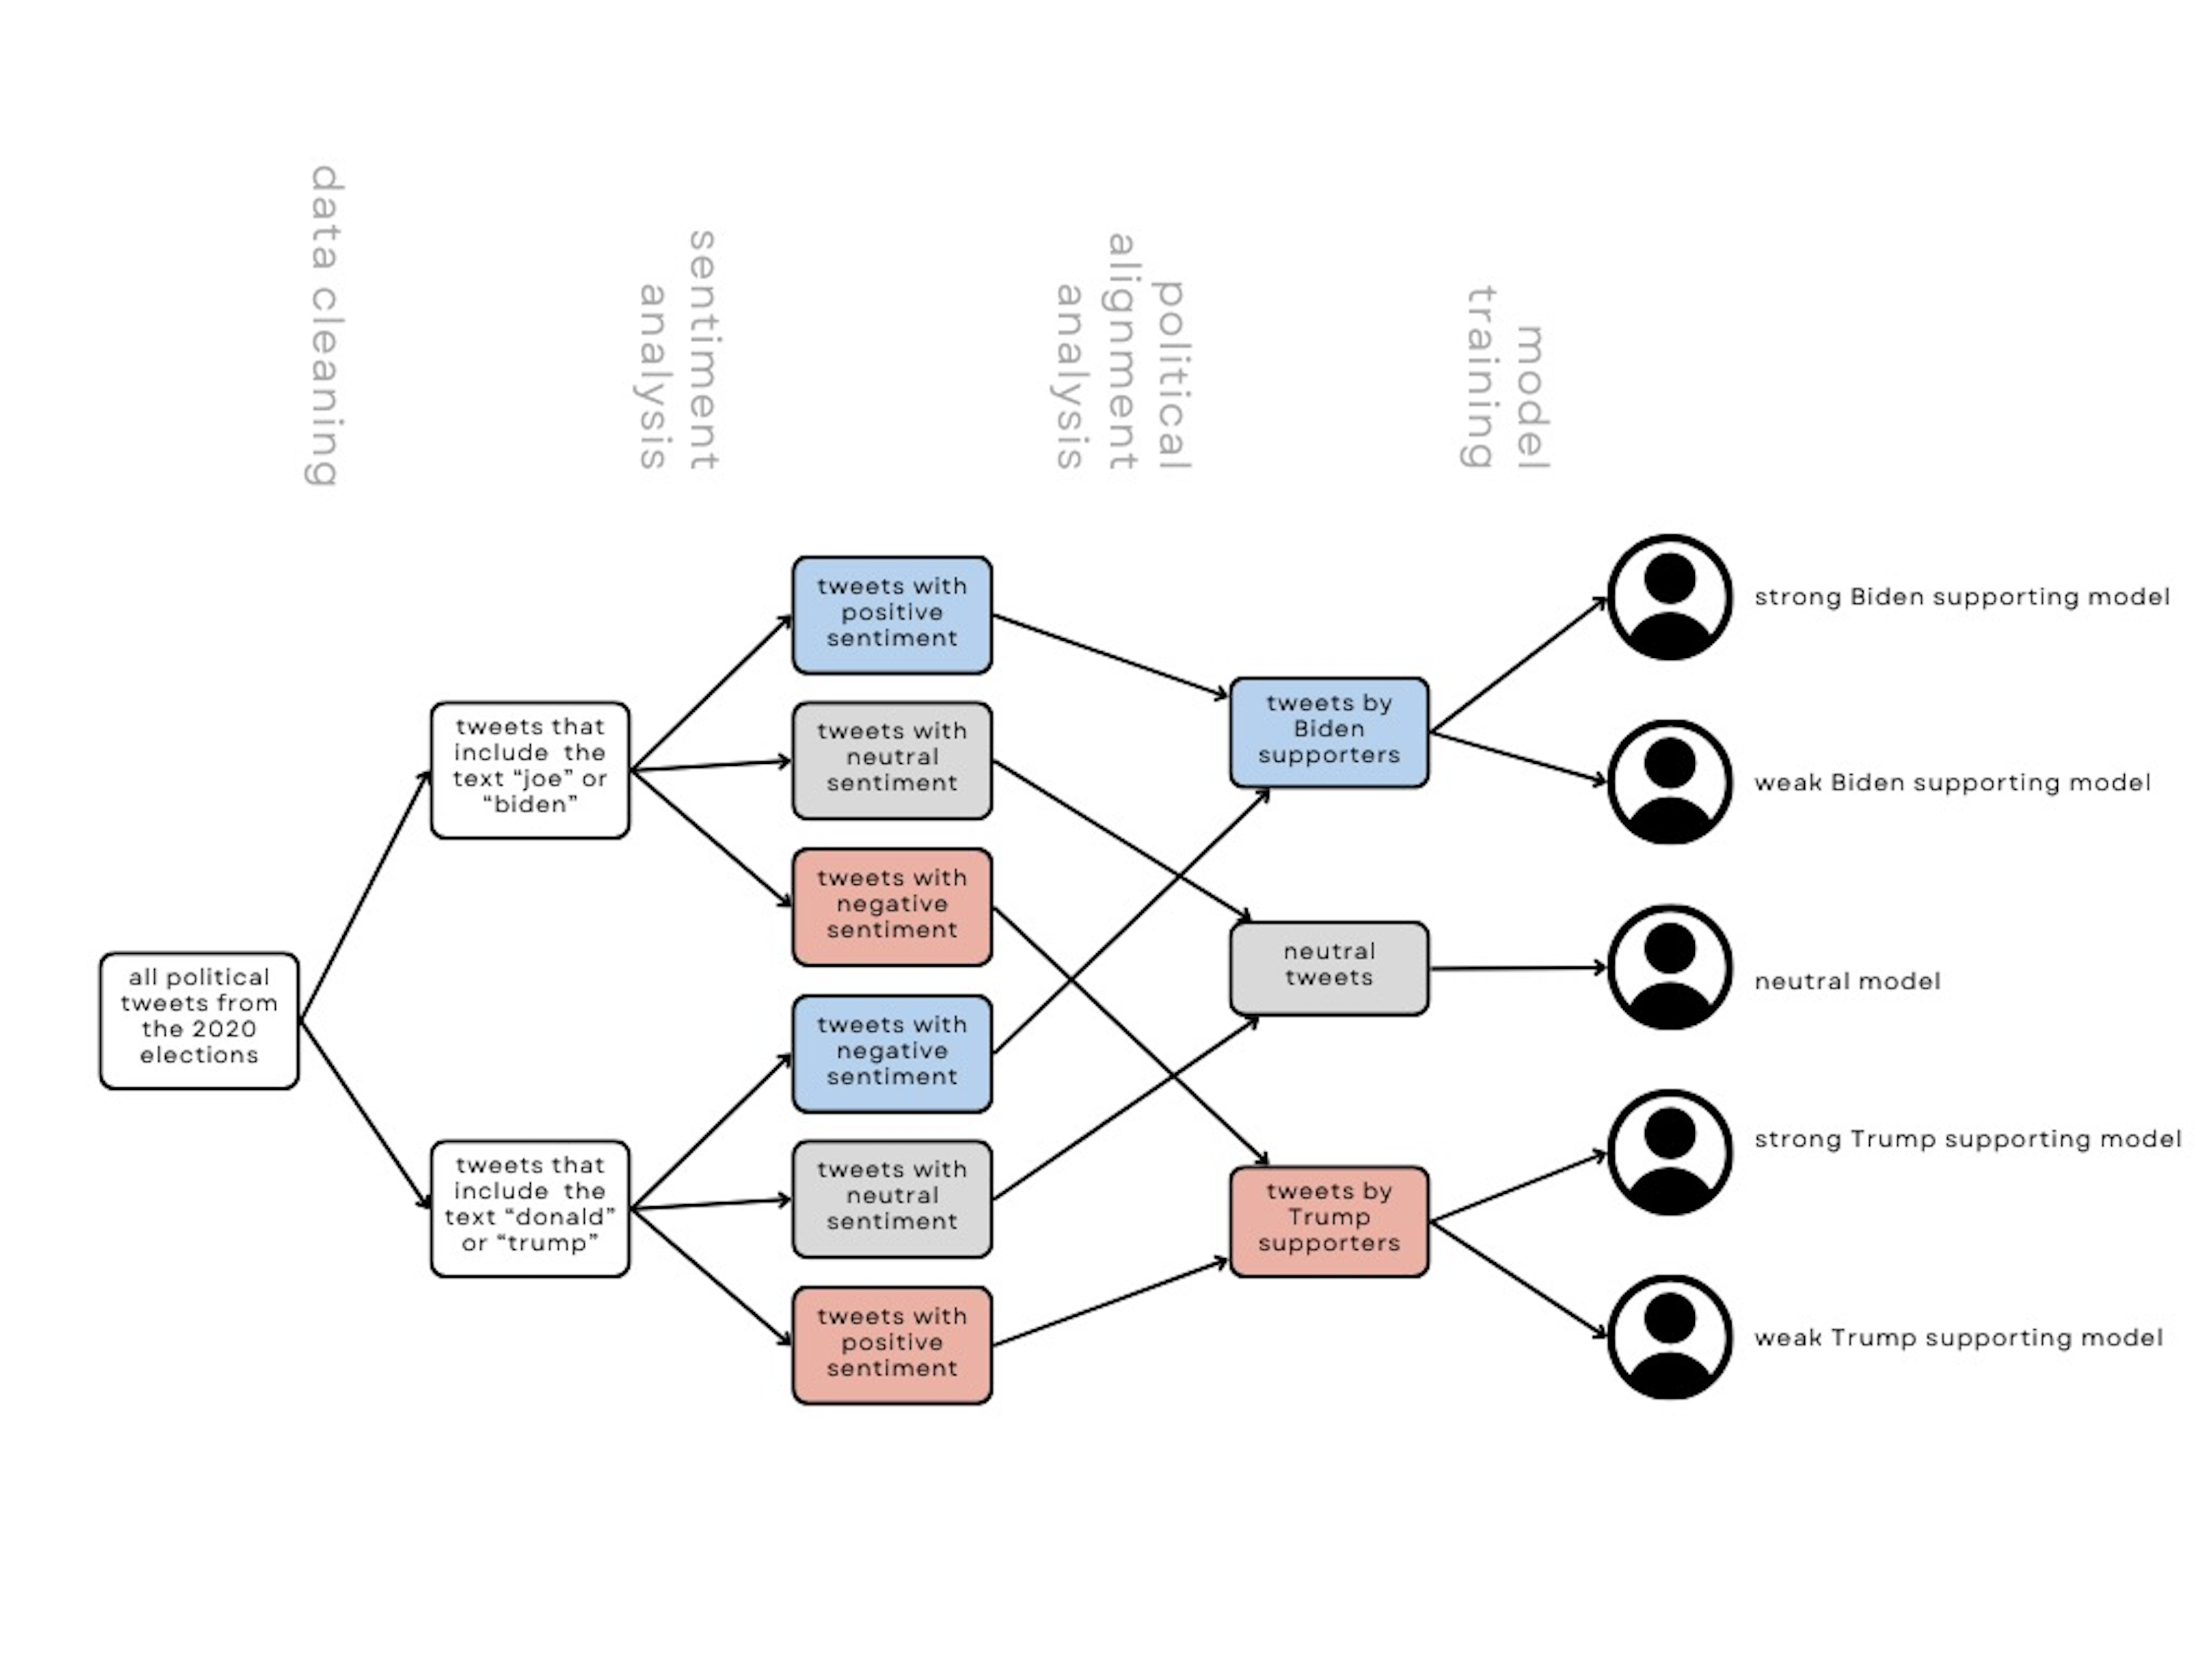 data cleaning
sentiment
analysis
political
alignment
analysis
model
training
all political
tweets from
the 2020
elections
tweets that
include the
text “joe” or
“biden”
tweets that
include the
text “donald”
or “trump”
tweets with
positive
sentiment
tweets with
neutral
sentiment
tweets with
negative
sentiment
tweets with
negative
sentiment
tweets with
neutral
sentiment
tweets with
positive
sentiment
tweets by
Biden
supporters
neutral
tweets
tweets by
Trump
supporters
strong Biden supporting model
weak Biden supporting model
neutral model
strong Trump supporting model
weak Trump supporting model